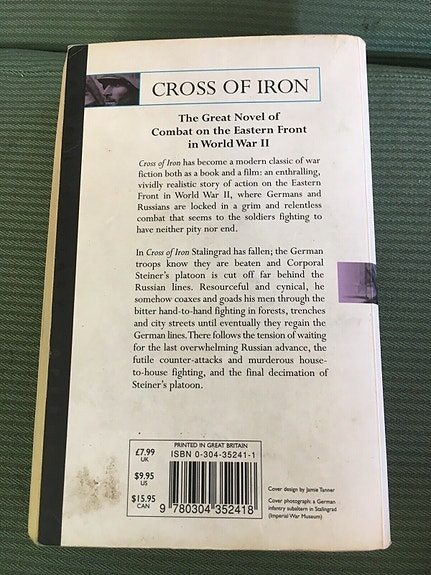 CROSS OF IRON
The Great Novel of
Combat on the Eastern Front
in World War II
Cross of Iron has become a modern classic of war
fiction both as a book and a film: an enthralling,
vividly realistic story of action on the Eastern
Front in World War II, where Germans and
Russians are locked in a grim and relentless
combat that seems to the soldiers fighting to
have neither pity nor end.
In Cross of Iron Stalingrad has fallen; the German
troops know they are beaten and Corporal
Steiner's platoon is cut off far behind the
Russian lines. Resourceful and cynical, he
somehow coaxes and goads his men through the
bitter hand-to-hand fighting in forests, trenches
and city streets until eventually they regain the
German lines. There follows the tension of waiting
for the last overwhelming Russian advance, the
futile counter-attacks and murderous house-
to-house fighting, and the final decimation of
Steiner's platoon.
£7.99
UK
$9.95
US
$15.95
CAN
PRINTED IN GREAT BRITAIN
ISBN 0-304-35241-1
9 780304 352418
Cover design by Jamie Tanner
Cover photograph: a German
infantry subaltern in Stalingrad
(Imperial War Museum)